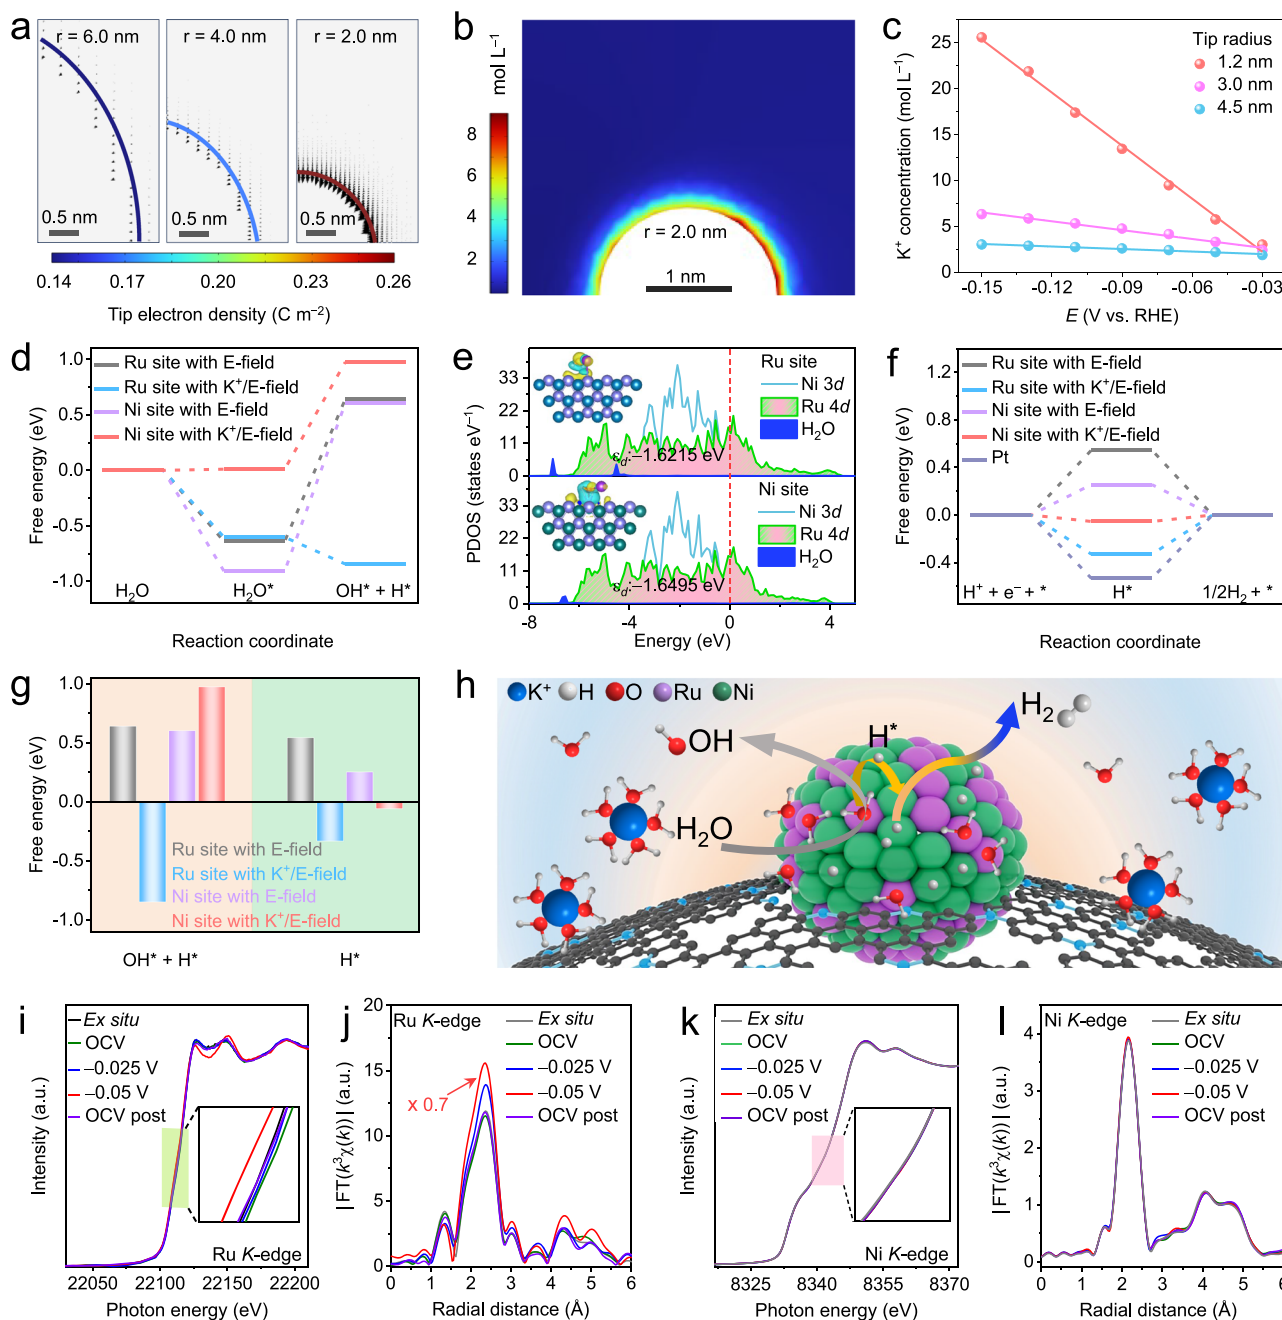 a
r = 6.0 nm
r = 4.0 nm
r = 2.0 nm
0.5 nm
0.5 nm
0.5 nm
0.14 0.17 0.20 0.23 0.26
Tip electron density (C m⁻²)
b
mol L⁻¹
8
6
4
2
r = 2.0 nm
1 nm
c
K⁺ concentration (mol L⁻¹)
25
20
15
10
5
0
Tip radius
1.2 nm
3.0 nm
4.5 nm
-0.15 -0.12 -0.09 -0.06 -0.03
E (V vs. RHE)
d
Free energy (eV)
1.0
0.5
0.0
-0.5
-1.0
Ru site with E-field
Ru site with K⁺/E-field
Ni site with E-field
Ni site with K⁺/E-field
H₂O H₂O* OH* + H*
Reaction coordinate
e
PDOS (states eV⁻¹)
33
22
11
0
Ru site
Ni 3d
Ru 4d
H₂O
ε_d:−1.6215 eV
33
22
11
0
Ni site
Ni 3d
Ru 4d
H₂O
ε_d:−1.6495 eV
-8 -4 0 4
Energy (eV)
f
Free energy (eV)
1.2
0.8
0.4
0.0
-0.4
Ru site with E-field
Ru site with K⁺/E-field
Ni site with E-field
Ni site with K⁺/E-field
Pt
H⁺ + e⁻ + * H* 1/2H₂ + *
Reaction coordinate
g
Free energy (eV)
1.0
0.5
0.0
-0.5
-1.0
Ru site with E-field
Ru site with K⁺/E-field
Ni site with E-field
Ni site with K⁺/E-field
OH* + H* H*
h
K⁺ H O Ru Ni
OH
H*
H₂
H₂O
i
Intensity (a.u.)
Ex situ
OCV
−0.025 V
−0.05 V
OCV post
Ru K-edge
22050 22100 22150 22200
Photon energy (eV)
j
|FT(k³χ(k))| (a.u.)
20
15
10
5
0
Ru K-edge
Ex situ
OCV
−0.025 V
−0.05 V
OCV post
x 0.7
0 1 2 3 4 5 6
Radial distance (Å)
k
Intensity (a.u.)
Ex situ
OCV
−0.025 V
−0.05 V
OCV post
Ni K-edge
8325 8340 8355 8372
Photon energy (eV)
l
|FT(k³χ(k))| (a.u.)
4
3
2
1
0
Ni K-edge
Ex situ
OCV
−0.025 V
−0.05 V
OCV post
0 1 2 3 4 5 6
Radial distance (Å)